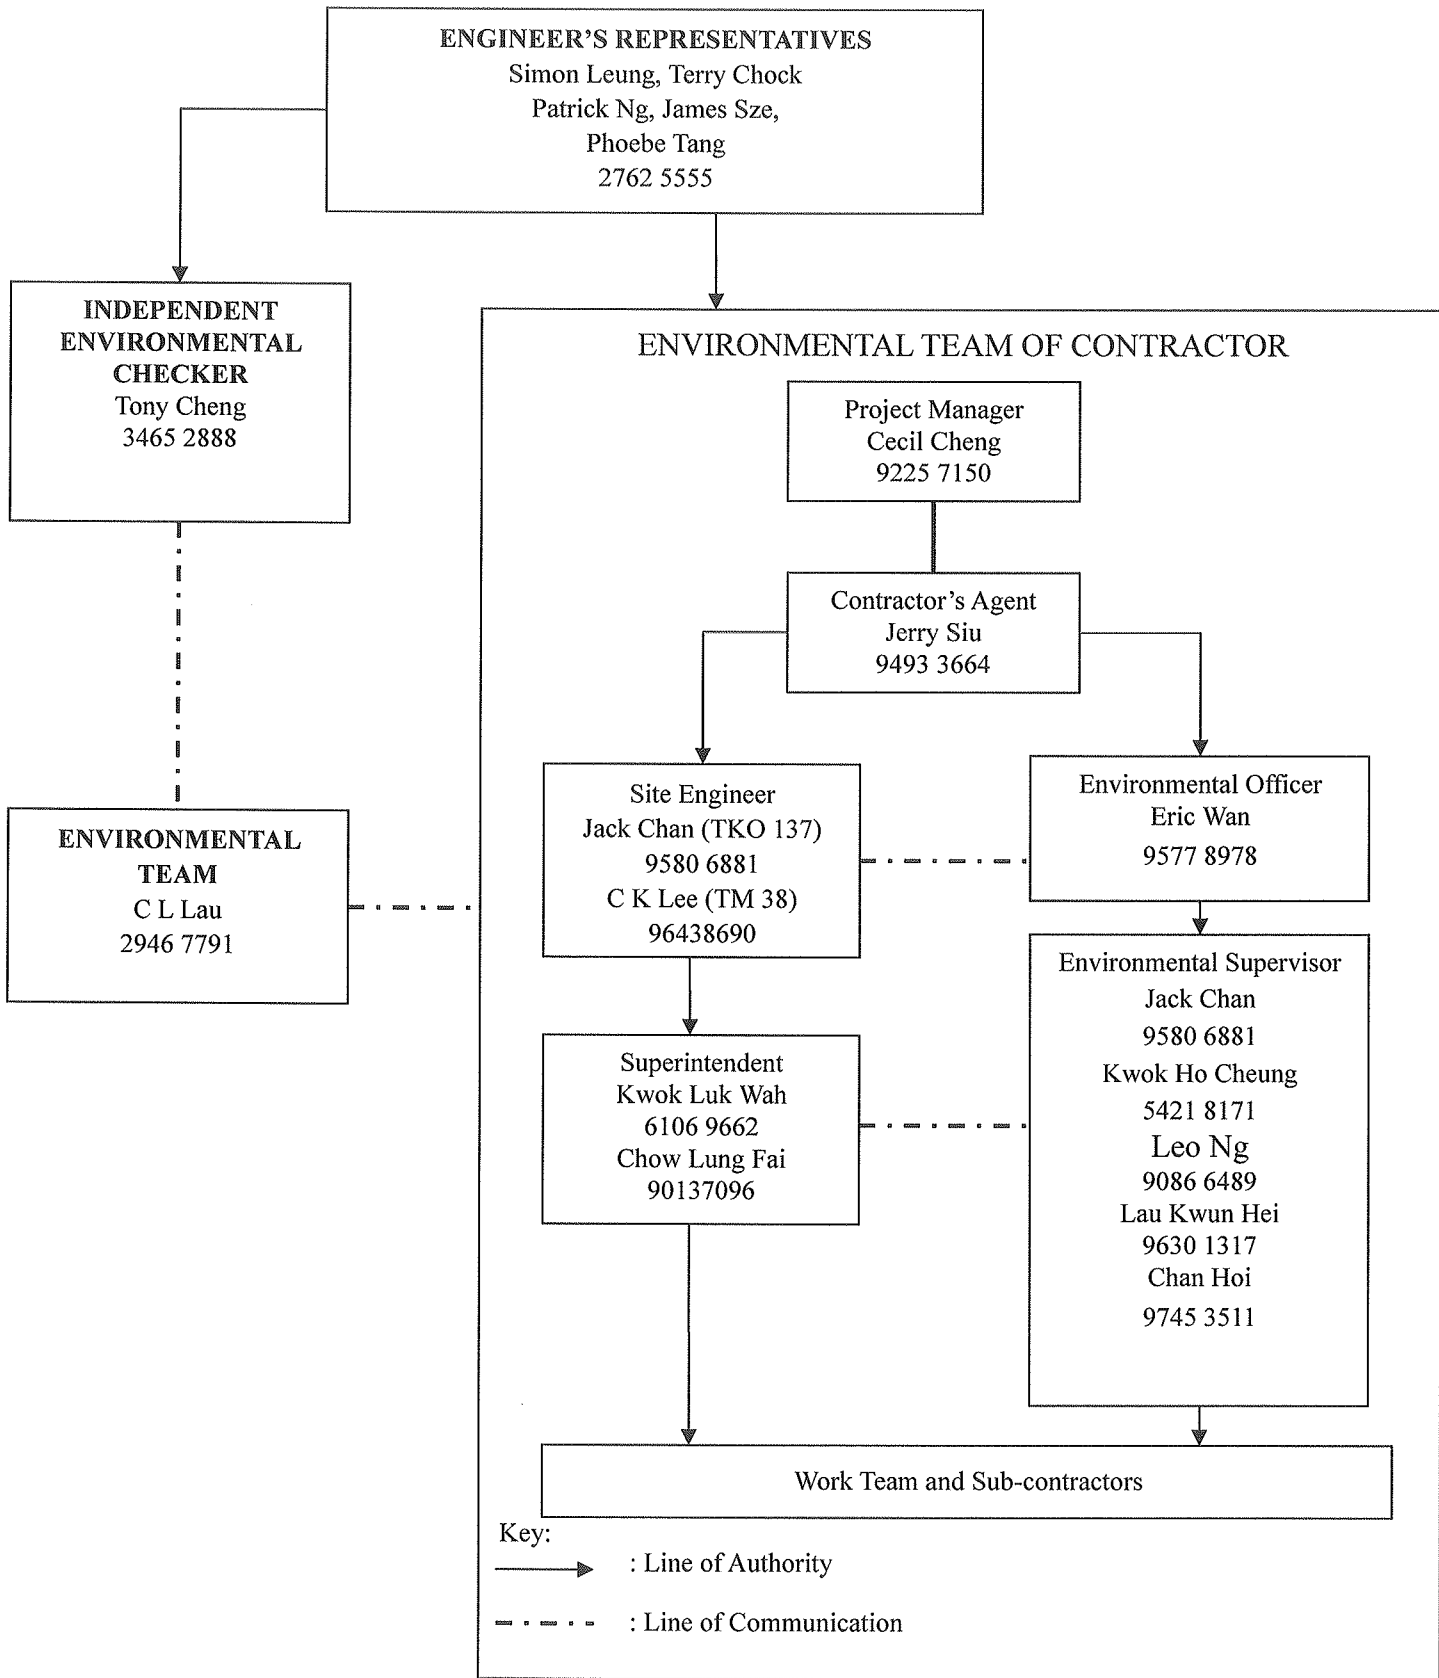 ENGINEER'S REPRESENTATIVES
Simon Leung, Terry Chock
Patrick Ng, James Sze,
Phoebe Tang
2762 5555
INDEPENDENT
ENVIRONMENTAL
CHECKER
Tony Cheng
3465 2888
ENVIRONMENTAL
TEAM
C L Lau
2946 7791
ENVIRONMENTAL TEAM OF CONTRACTOR
Project Manager
Cecil Cheng
9225 7150
Contractor's Agent
Jerry Siu
9493 3664
Site Engineer
Jack Chan (TKO 137)
9580 6881
C K Lee (TM 38)
96438690
Environmental Officer
Eric Wan
9577 8978
Superintendent
Kwok Luk Wah
6106 9662
Chow Lung Fai
90137096
Environmental Supervisor
Jack Chan
9580 6881
Kwok Ho Cheung
5421 8171
Leo Ng
9086 6489
Lau Kwun Hei
9630 1317
Chan Hoi
9745 3511
Work Team and Sub-contractors
Key:
: Line of Authority
: Line of Communication